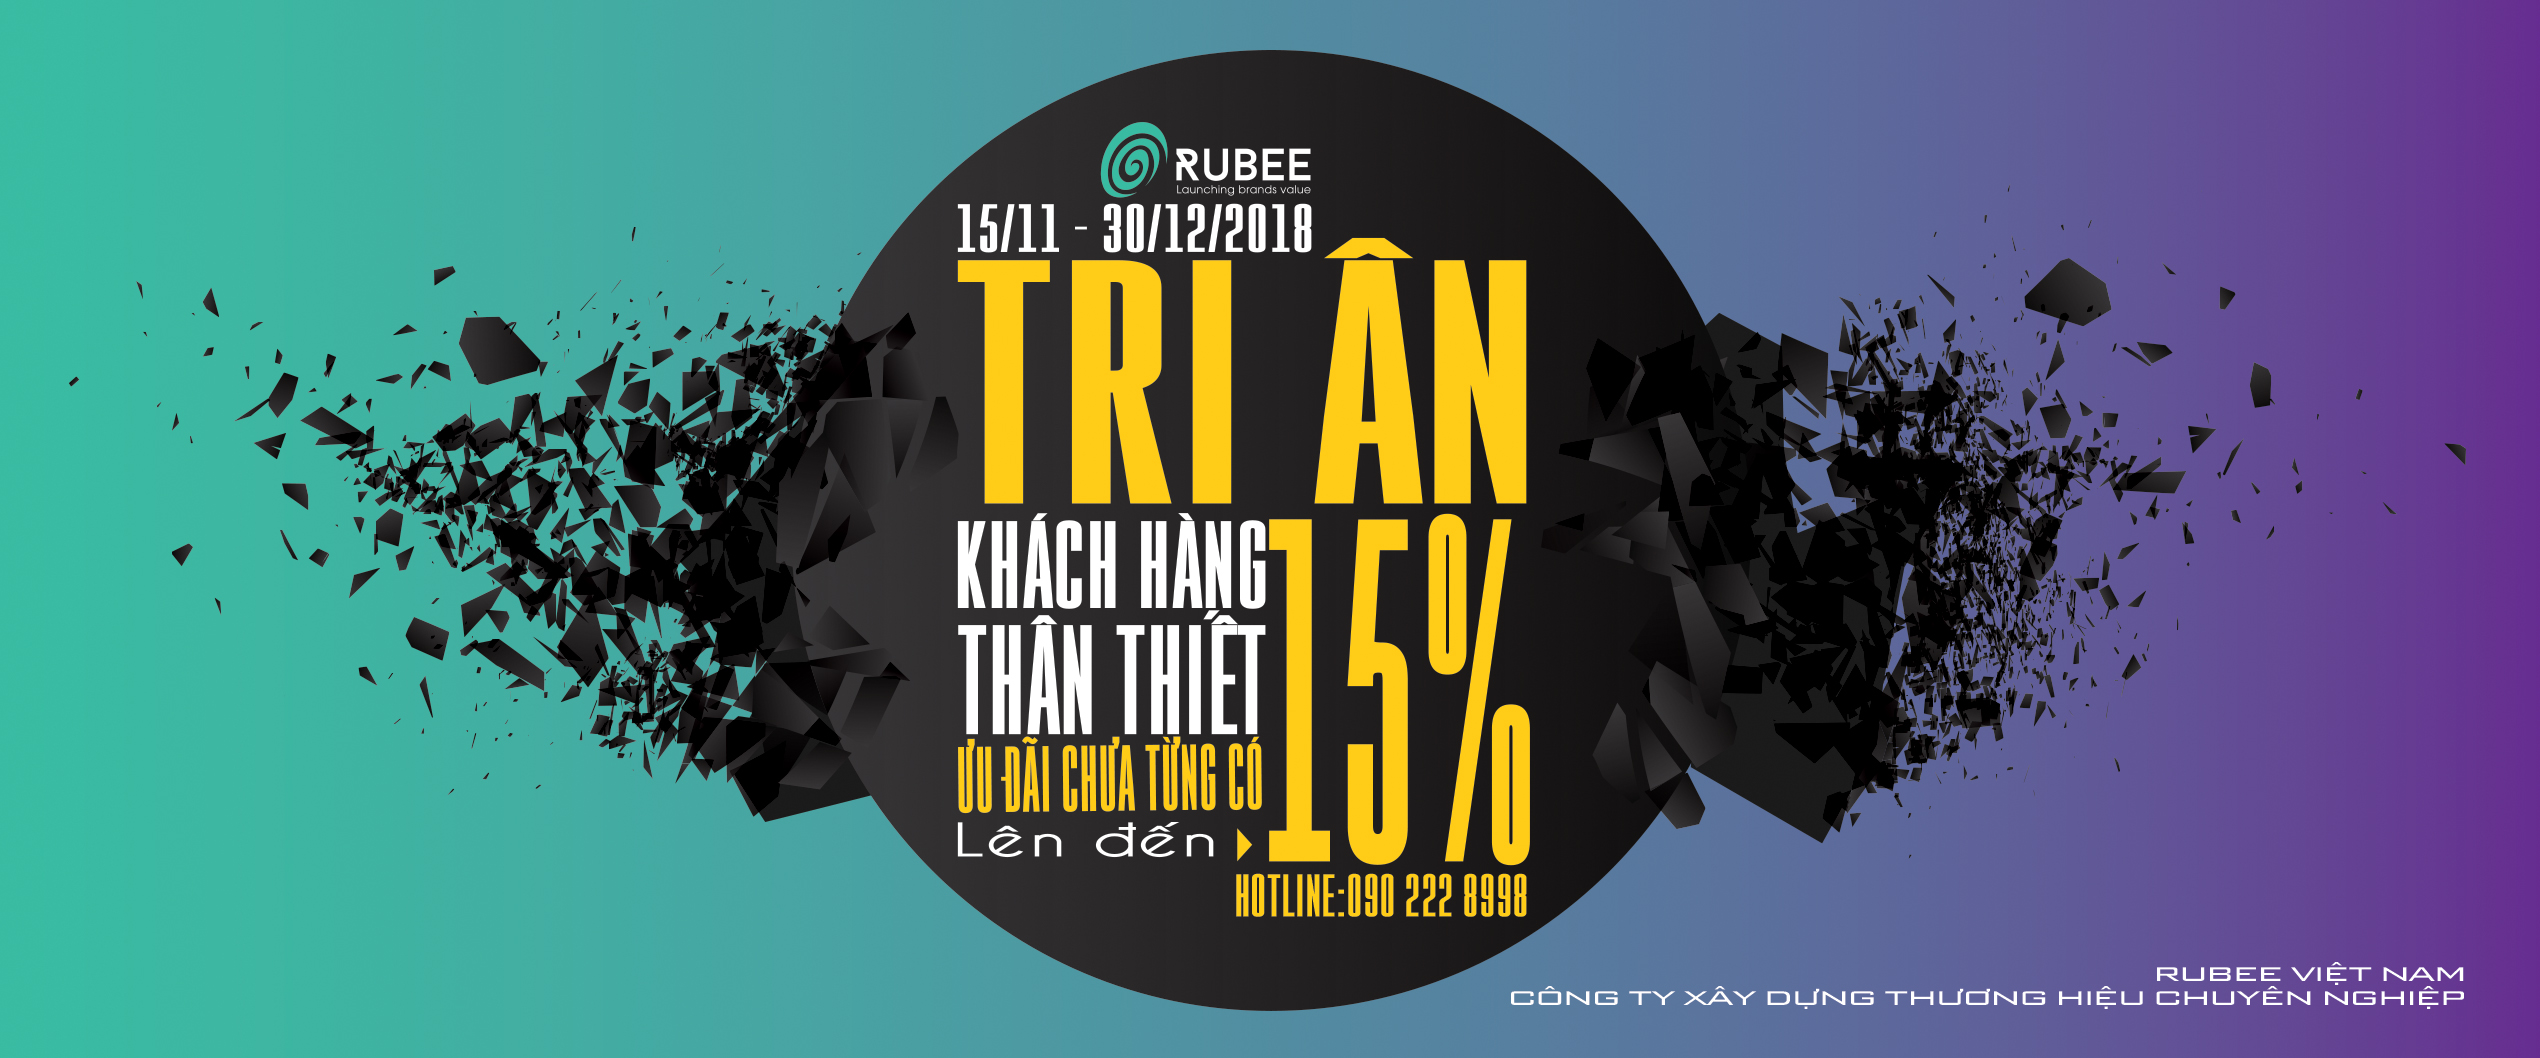 RUBEE
Launching brands value
15/11 - 30/12/2018
TRI ÂN
KHÁCH HÀNG
THÂN THIẾT
15%
ƯU ĐÃI CHƯA TỪNG CÓ
Lên đến
HOTLINE:090 222 8998
RUBEE VIỆT NAM
CÔNG TY XÂY DỰNG THƯƠNG HIỆU CHUYÊN NGHIỆP